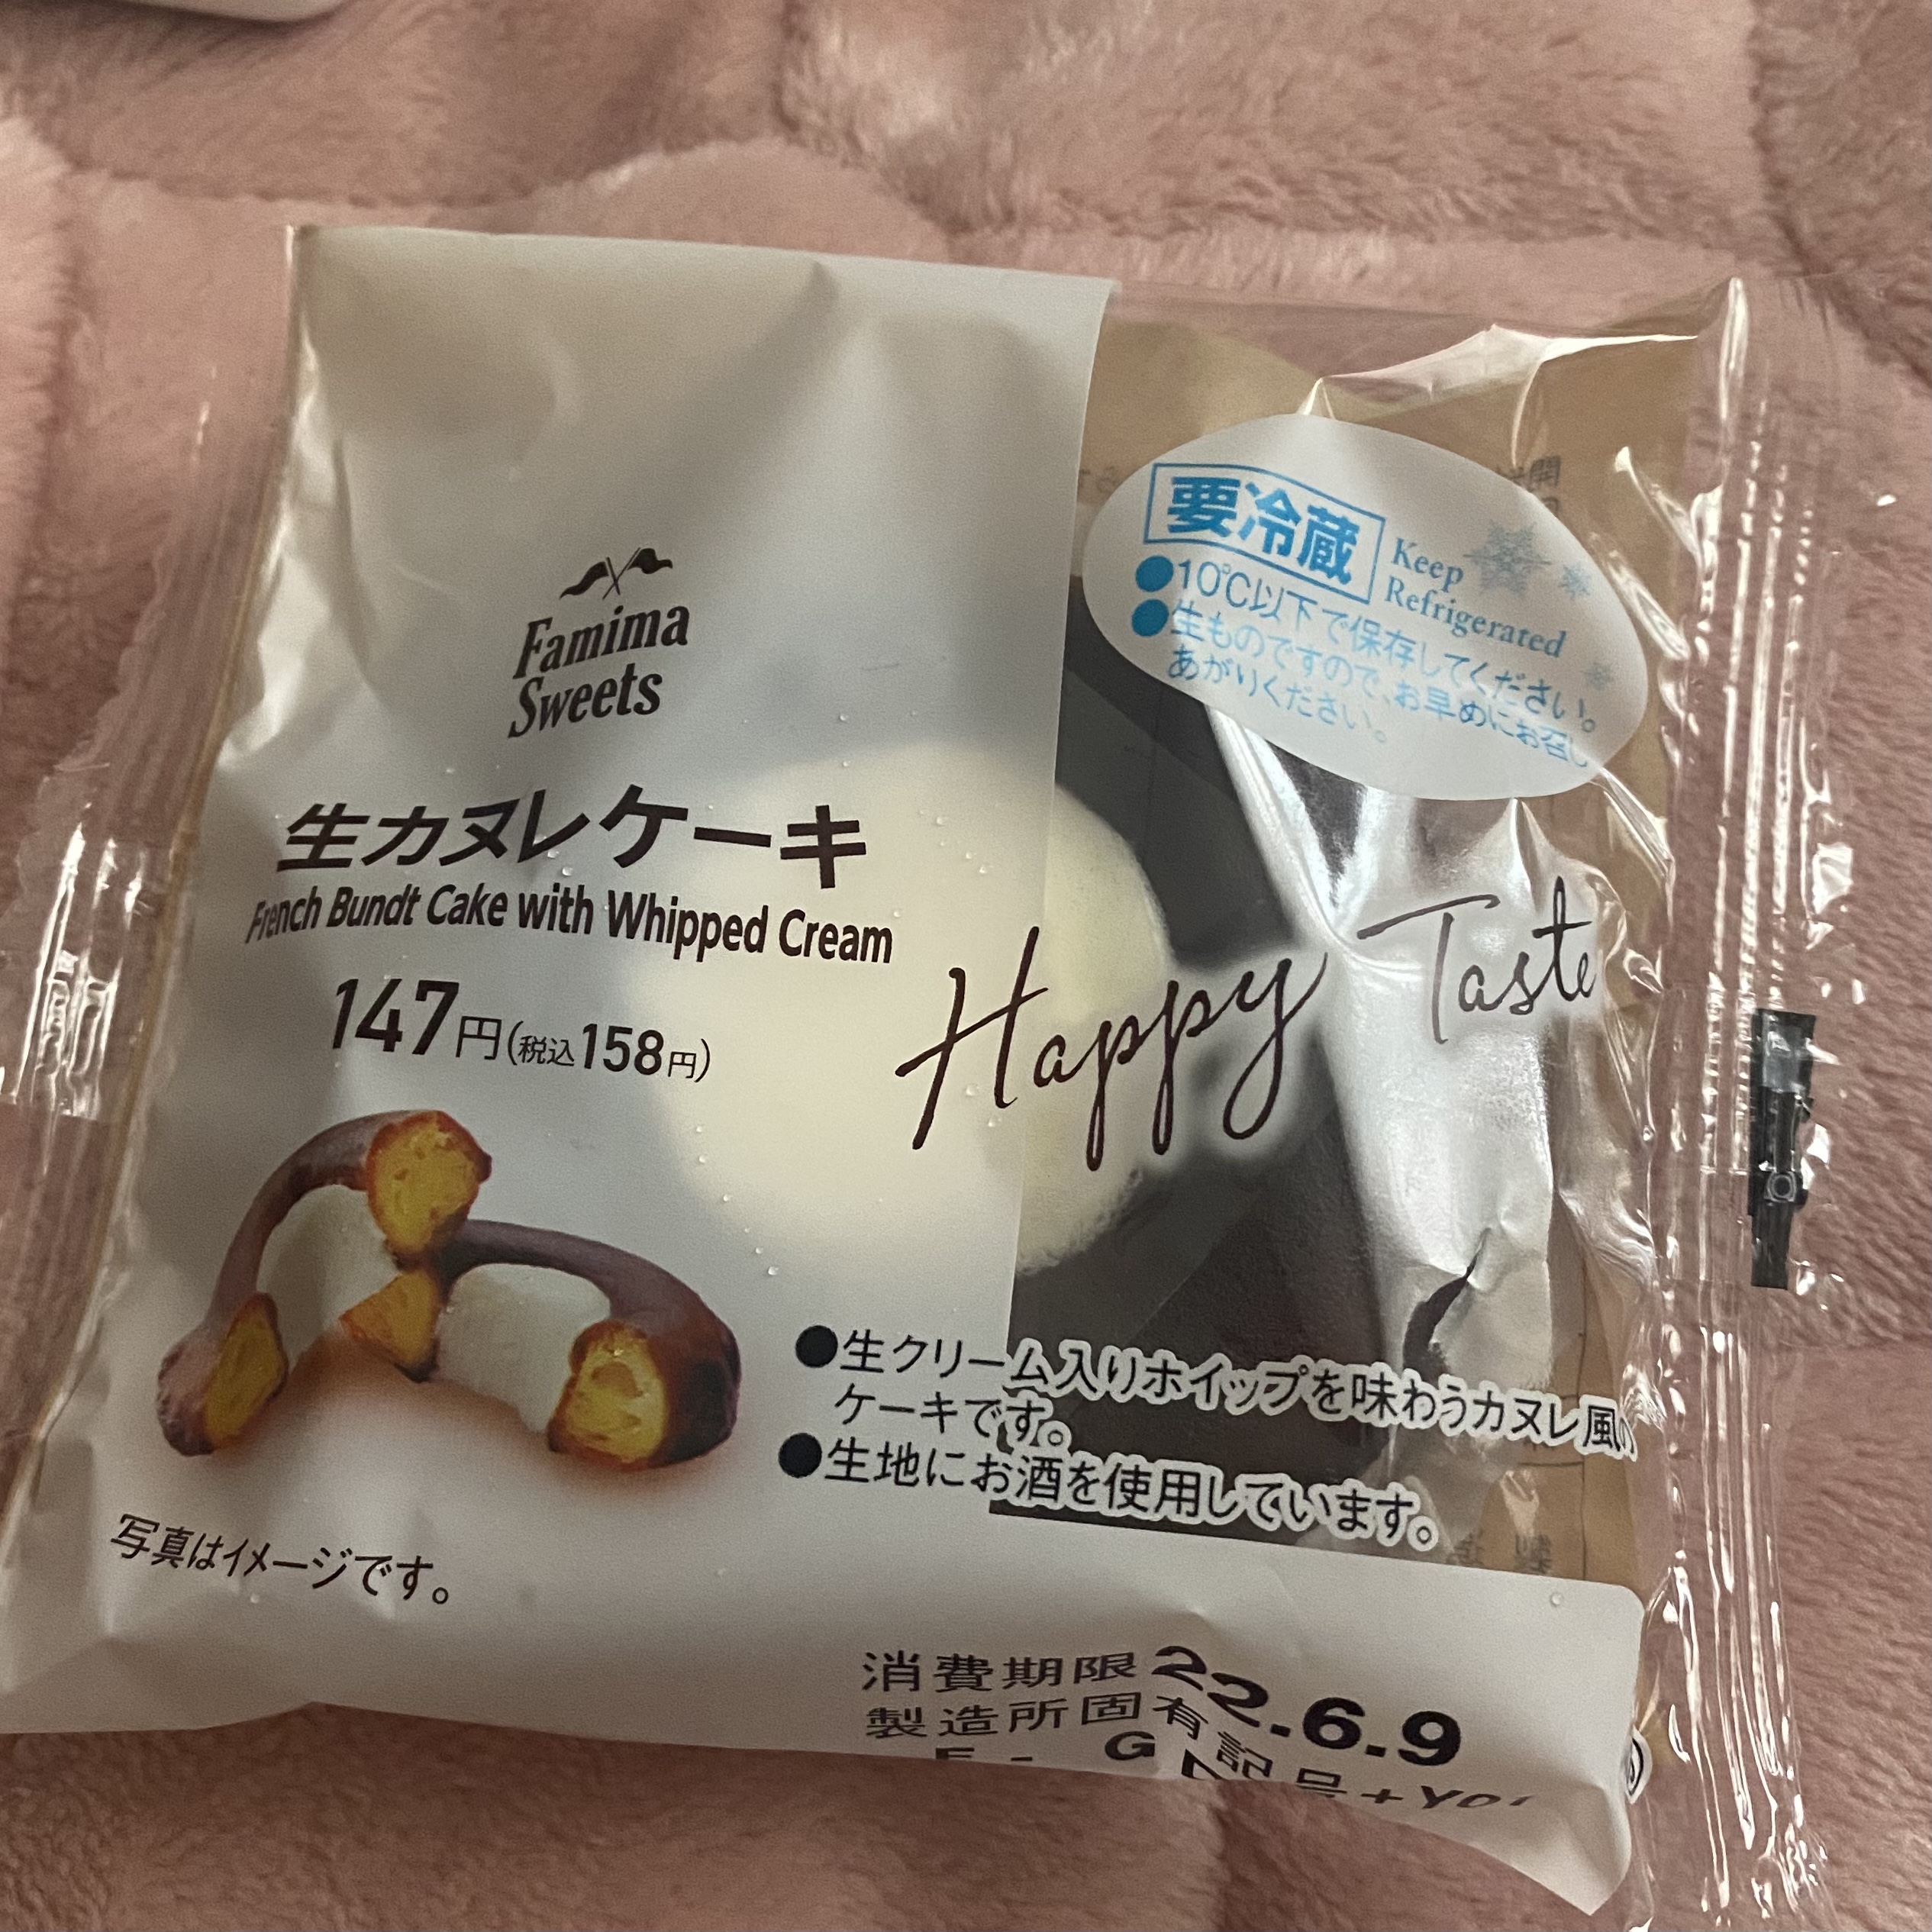 Famima
Sweets
生カヌレケーキ
French Bundt Cake with Whipped Cream
147円(税込158円)
要冷蔵
Keep
Refrigerated
●10℃以下で保存してください。
●生ものですので、お早めにお召し
あがりください。
Happy Taste
●生クリーム入りホイップを味わうカヌレ風の
ケーキです。
●生地にお酒を使用しています。
写真はイメージです。
消費期限 22.6.9
製造所固有記号+YO